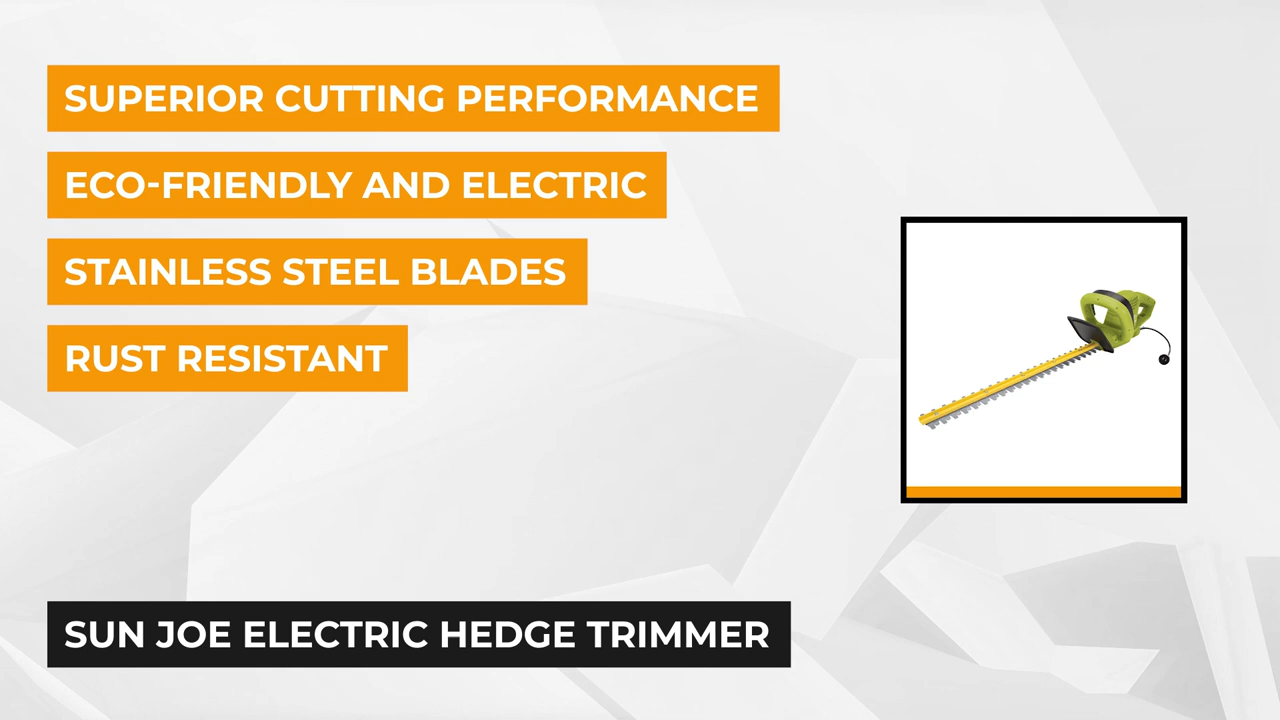 SUPERIOR CUTTING PERFORMANCE
ECO-FRIENDLY AND ELECTRIC
STAINLESS STEEL BLADES
RUST RESISTANT
SUN JOE ELECTRIC HEDGE TRIMMER